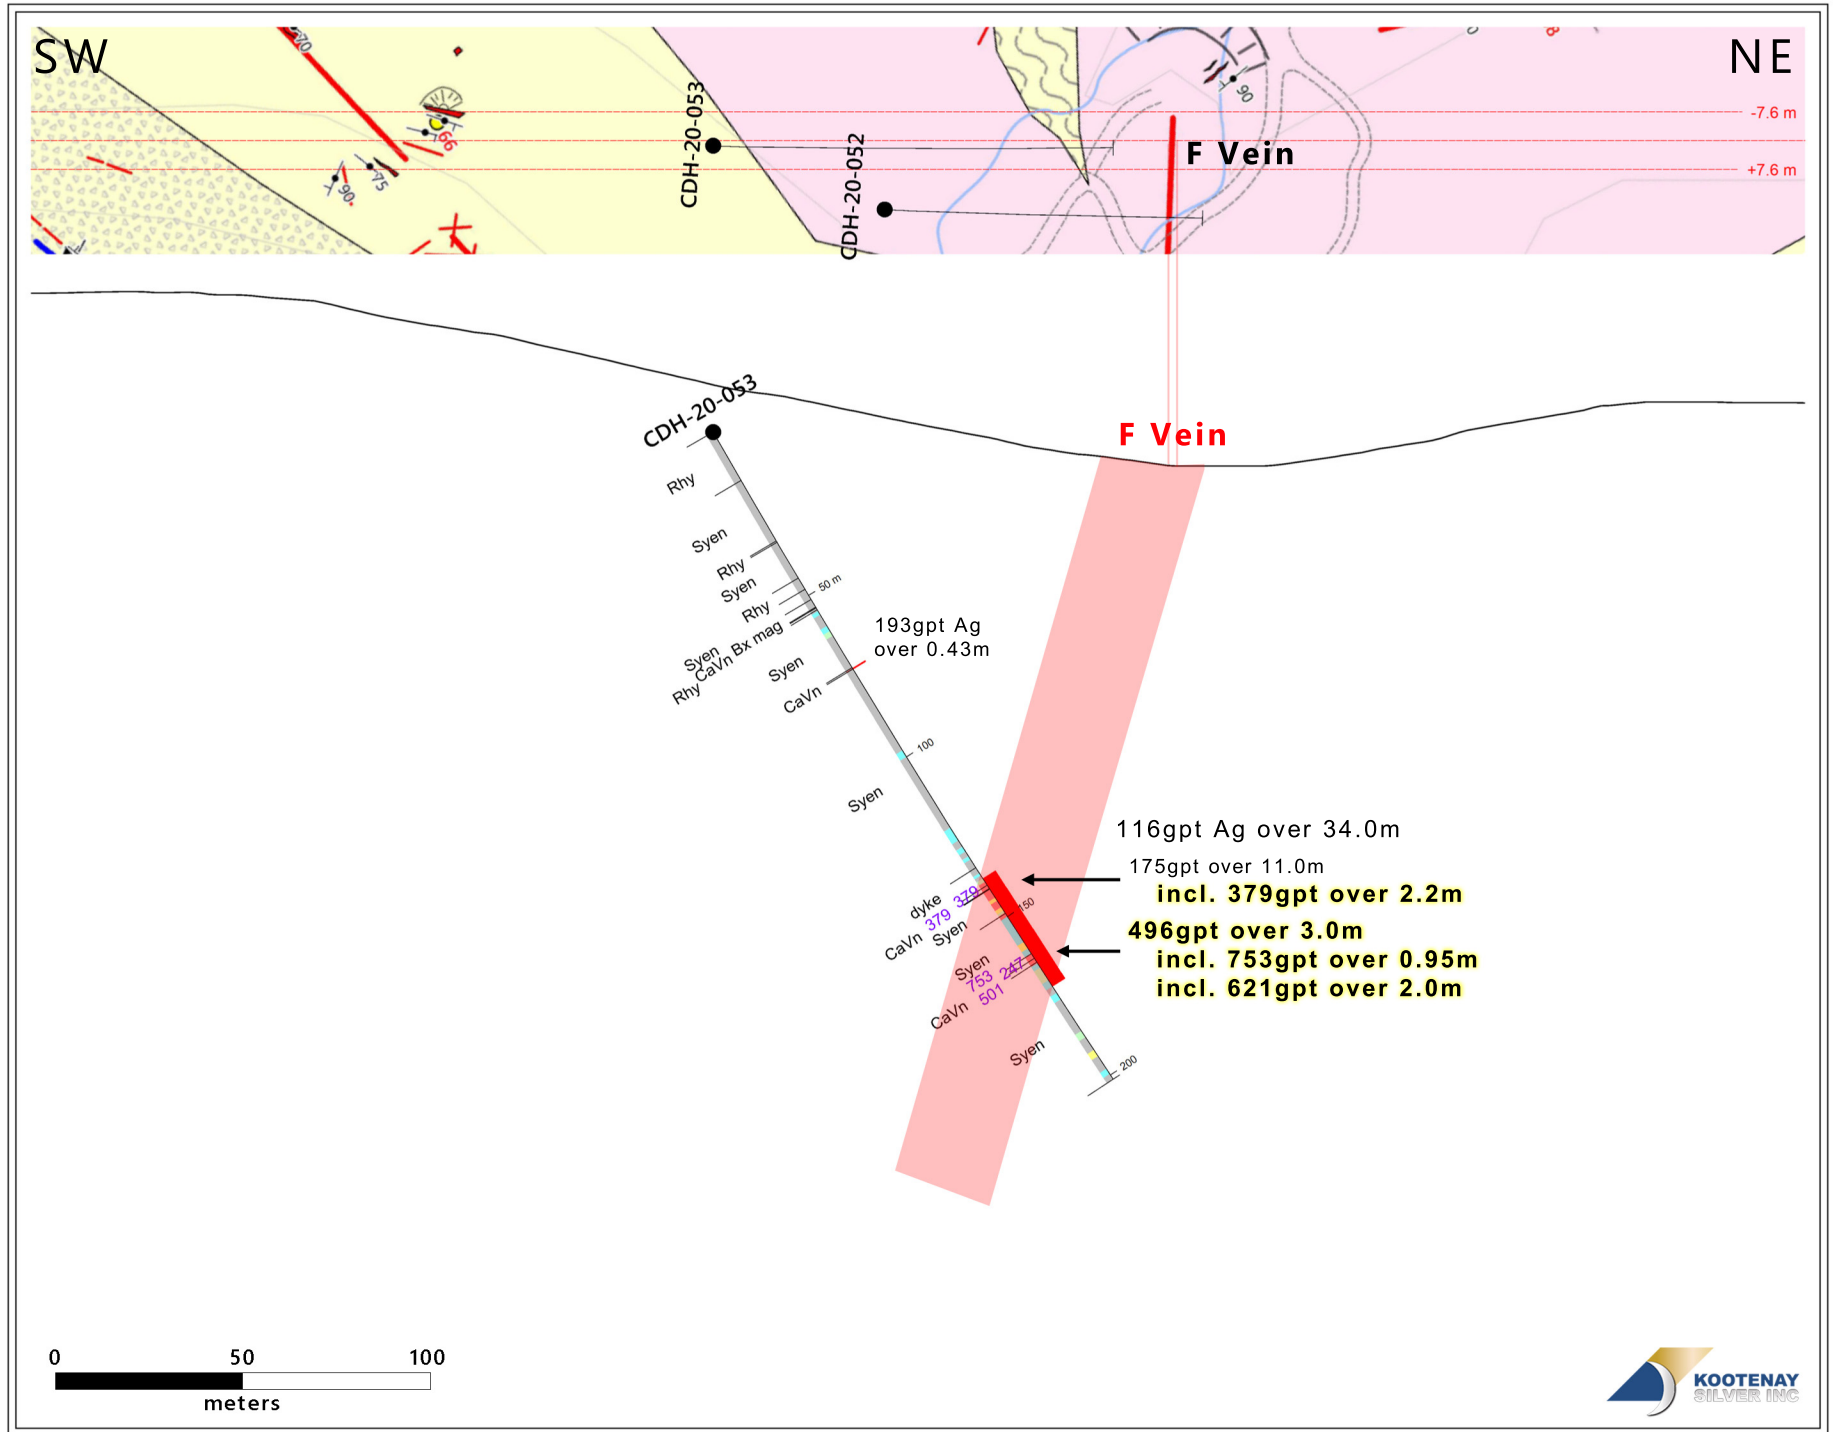 SW
NE
70
0
8
90
-7.6 m
CDH-20-053
66
F Vein
CDH-20-052
+7.6 m
75
90
CDH-20-053
F Vein
Rhy
Syen
Rhy
50 m
Syen
Rhy
Bx mag
193gpt Ag
over 0.43m
Syen
CaVn
Rhy
Syen
CaVn
100
Syen
116gpt Ag over 34.0m
175gpt over 11.0m
incl. 379gpt over 2.2m
dyke
379
CaVn 379
150
Syen
496gpt over 3.0m
incl. 753gpt over 0.95m
incl. 621gpt over 2.0m
Syen
753 247
CaVn 501
Syen
200
0 50 100
meters
KOOTENAY
SILVER INC